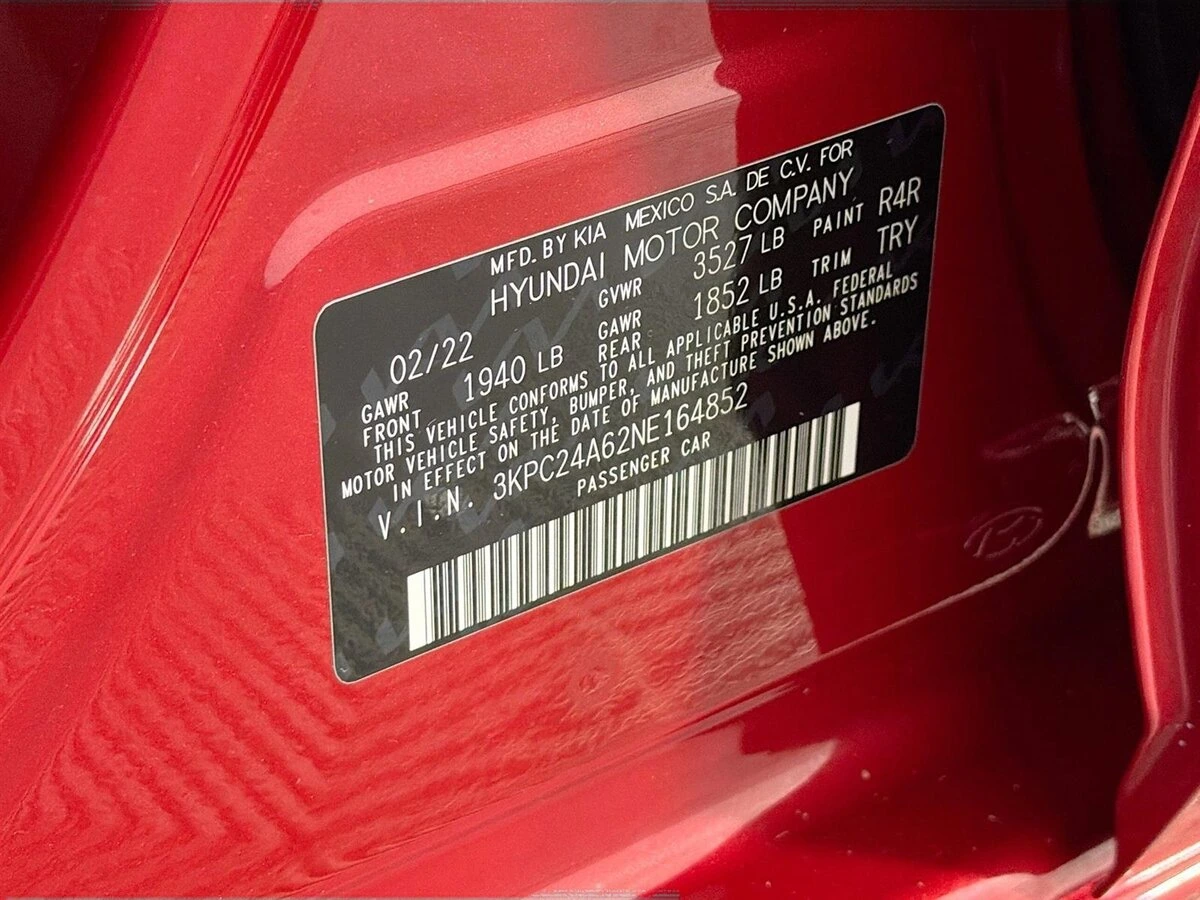 MFD. BY KIA MEXICO S.A. DE C.V. FOR
HYUNDAI MOTOR COMPANY
02/22 GVWR 3527 LB PAINT R4R
GAWR FRONT 1940 LB GAWR REAR 1852 LB TRIM TRY
THIS VEHICLE CONFORMS TO ALL APPLICABLE U.S.A. FEDERAL
MOTOR VEHICLE SAFETY, BUMPER, AND THEFT PREVENTION STANDARDS
IN EFFECT ON THE DATE OF MANUFACTURE SHOWN ABOVE.
V.I.N. 3KPC24A62NE164852
PASSENGER CAR